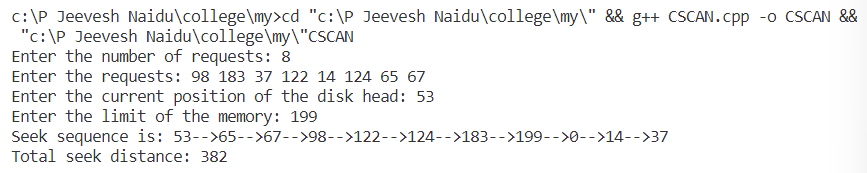 c:\P Jeevesh Naidu\college\my>cd "c:\P Jeevesh Naidu\college\my\" && g++ CSCAN.cpp -o CSCAN &&
"c:\P Jeevesh Naidu\college\my\"CSCAN
Enter the number of requests: 8
Enter the requests: 98 183 37 122 14 124 65 67
Enter the current position of the disk head: 53
Enter the limit of the memory: 199
Seek sequence is: 53-->65-->67-->98-->122-->124-->183-->199-->0-->14-->37
Total seek distance: 382